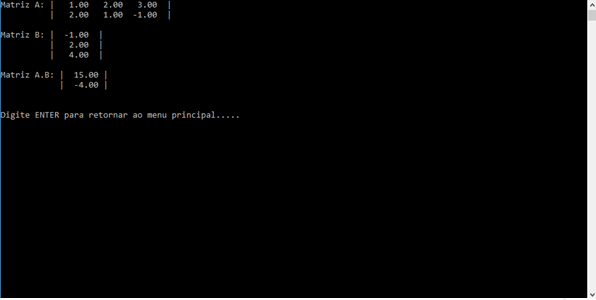 Matriz A: |   1.00   2.00   3.00  |
          |   2.00   1.00  -1.00  |
Matriz B: |  -1.00  |
          |   2.00  |
          |   4.00  |
Matriz A.B: |  15.00 |
            |  -4.00 |
Digite ENTER para retornar ao menu principal.....